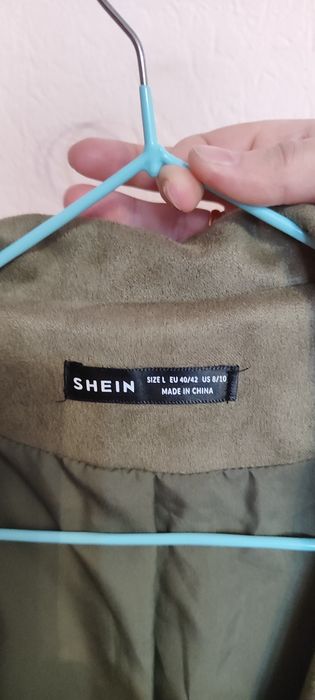 SHEIN
SIZE L EU 40/42 US 8/10
MADE IN CHINA